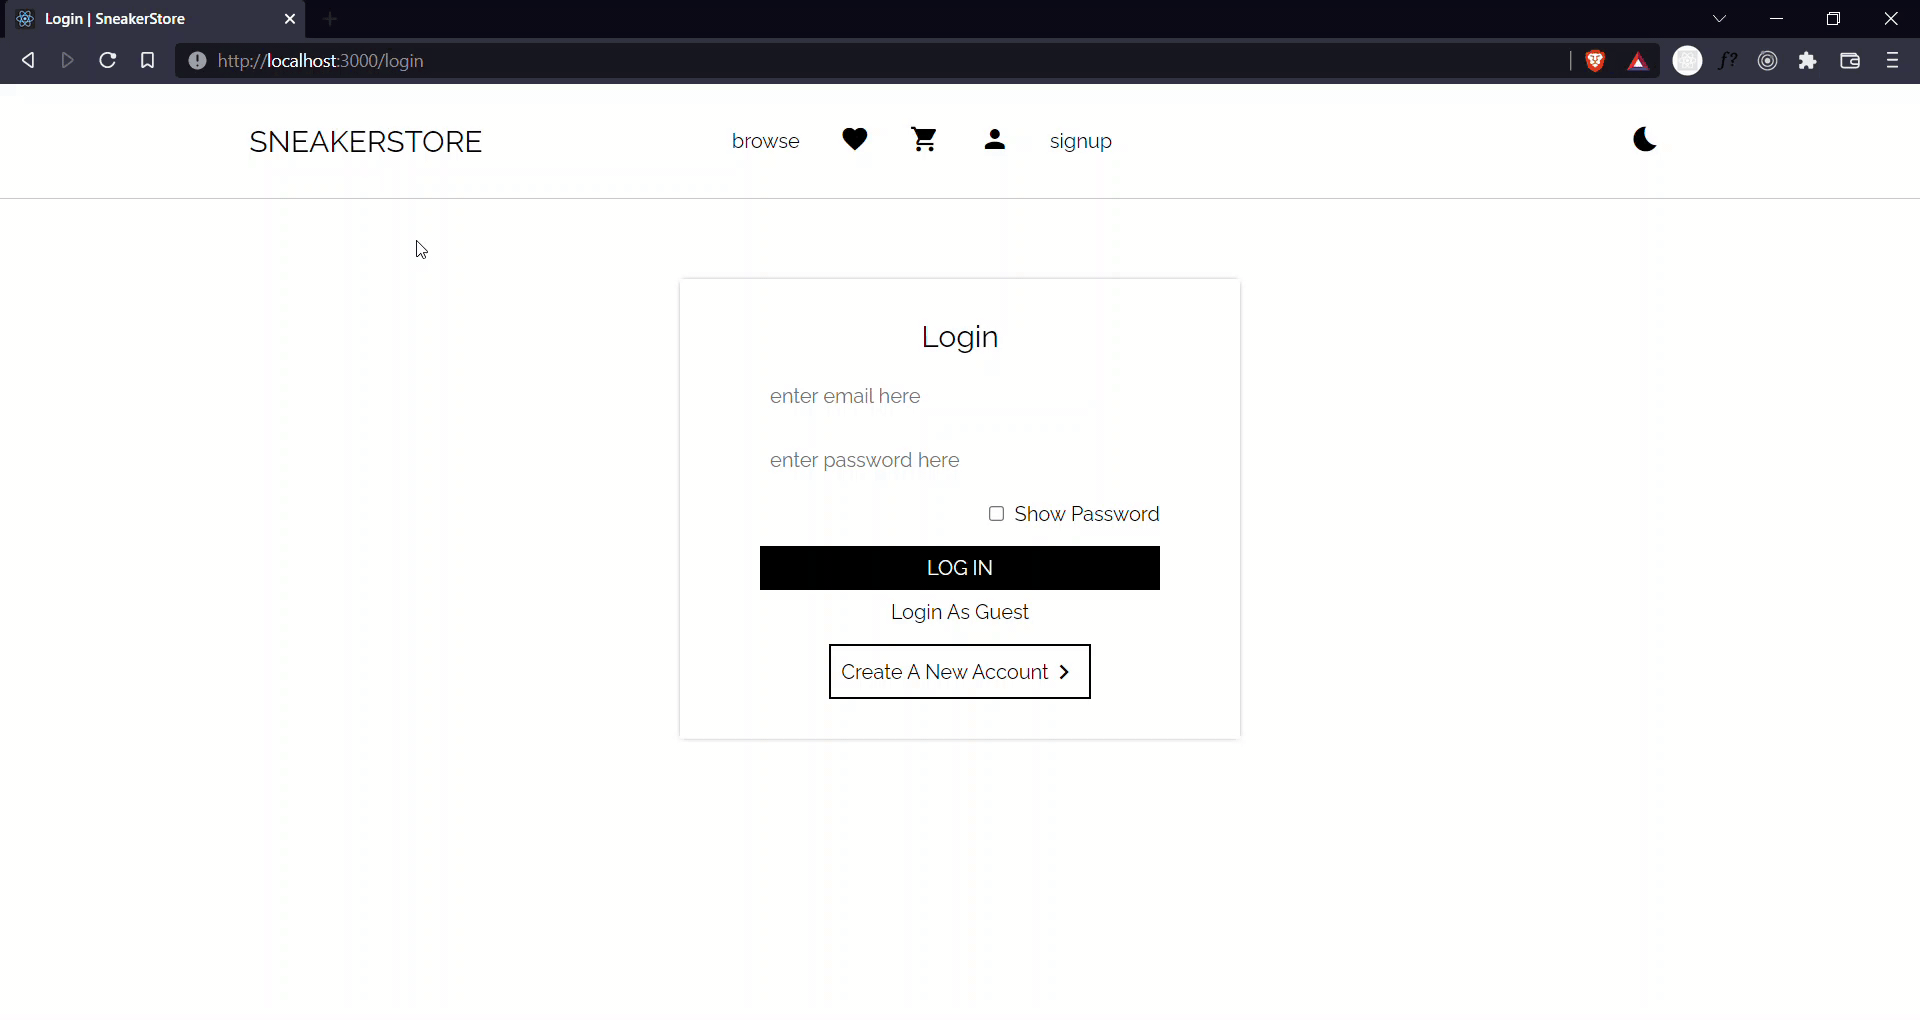 Login | SneakerStore
http://localhost:3000/login
f?
SNEAKERSTORE
browse
signup
Login
enter email here
enter password here
Show Password
LOG IN
Login As Guest
Create A New Account